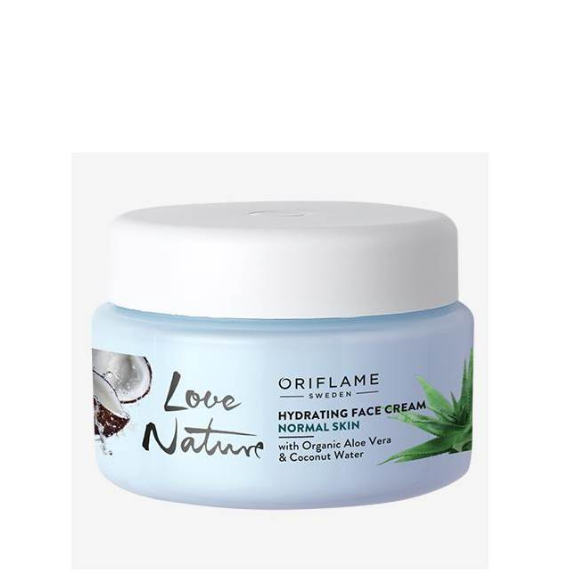 Love
Nature
ORIFLAME
SWEDEN
HYDRATING FACE CREAM
NORMAL SKIN
with Organic Aloe Vera
& Coconut Water